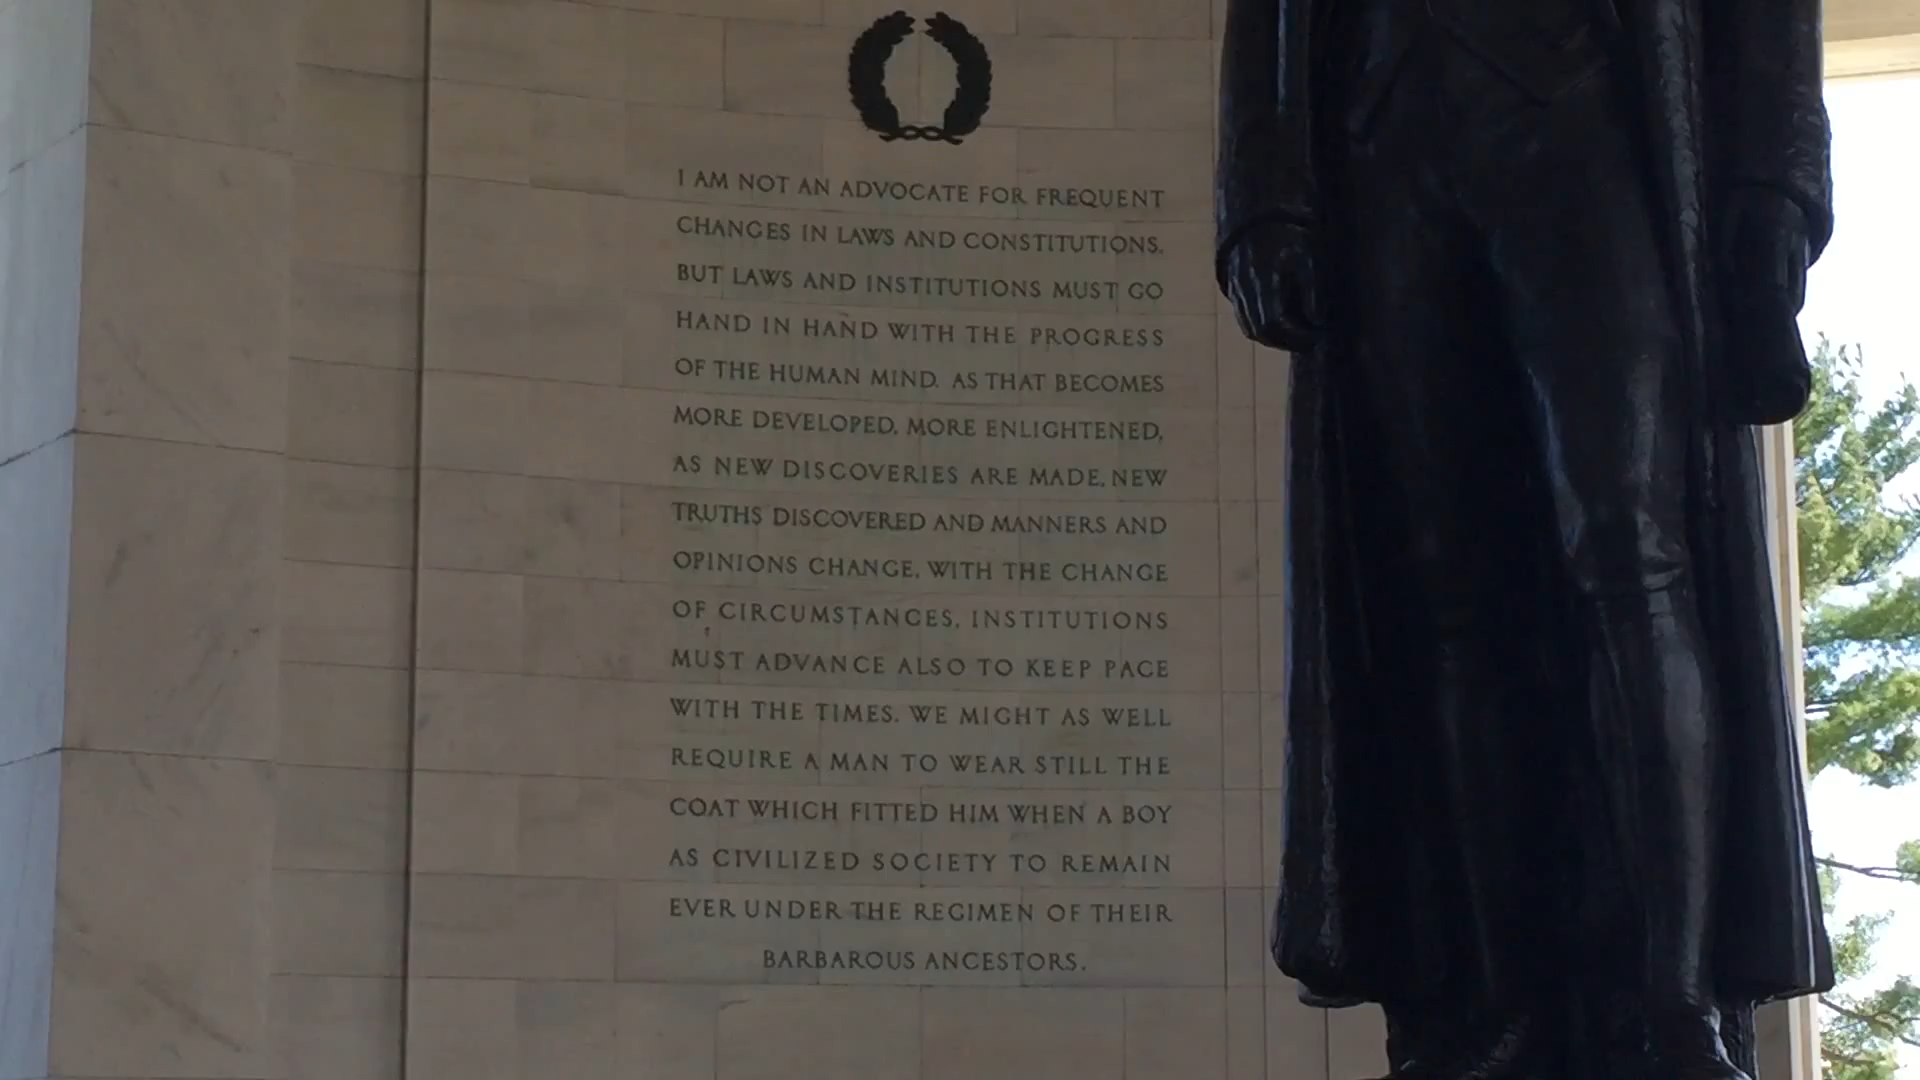 I AM NOT AN ADVOCATE FOR FREQUENT
CHANGES IN LAWS AND CONSTITUTIONS.
BUT LAWS AND INSTITUTIONS MUST GO
HAND IN HAND WITH THE PROGRESS
OF THE HUMAN MIND. AS THAT BECOMES
MORE DEVELOPED, MORE ENLIGHTENED,
AS NEW DISCOVERIES ARE MADE, NEW
TRUTHS DISCOVERED AND MANNERS AND
OPINIONS CHANGE, WITH THE CHANGE
OF CIRCUMSTANCES, INSTITUTIONS
MUST ADVANCE ALSO TO KEEP PACE
WITH THE TIMES. WE MIGHT AS WELL
REQUIRE A MAN TO WEAR STILL THE
COAT WHICH FITTED HIM WHEN A BOY
AS CIVILIZED SOCIETY TO REMAIN
EVER UNDER THE REGIMEN OF THEIR
BARBAROUS ANCESTORS.